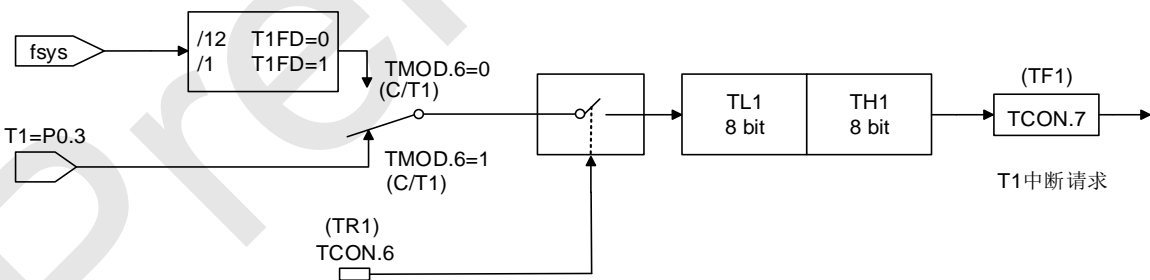 fsys
/12 T1FD=0
/1 T1FD=1
TMOD.6=0
(C/T1)
T1=P0.3
TMOD.6=1
(C/T1)
(TR1)
TCON.6
TL1
8 bit
TH1
8 bit
(TF1)
TCON.7
T1中断请求